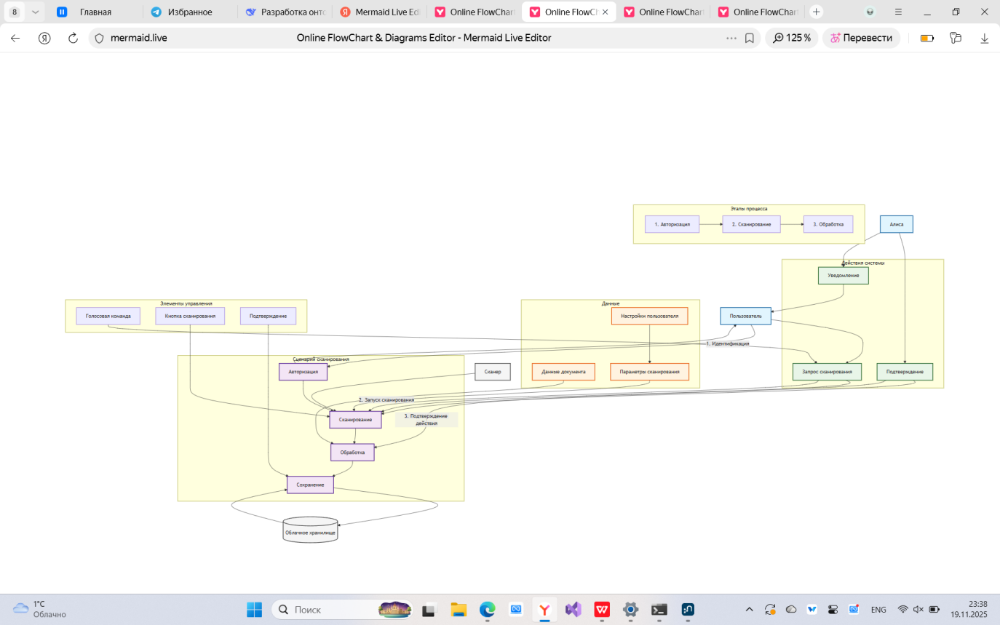 8
Главная
Избранное
Разработка онто
Mermaid Live Edi
Online FlowChart
Online FlowCh
Online FlowChart
Online FlowChart
mermaid.live
Online FlowChart & Diagrams Editor - Mermaid Live Editor
125 %
Перевести
Этапы процесса
1. Авторизация
2. Сканирование
3. Обработка
Алиса
Действия системы
Уведомление
Элементы управления
Голосовая команда
Кнопка сканирования
Подтверждение
Данные
Настройки пользователя
Пользователь
1. Идентификация
Сценарий сканирования
Авторизация
Сканер
Данные документа
Параметры сканирования
Запрос сканирования
Подтверждение
2. Запуск сканирования
Сканирование
3. Подтверждение
действия
Обработка
Сохранение
Облачное хранилище
1°C
Облачно
Поиск
ENG
23:38
19.11.2025